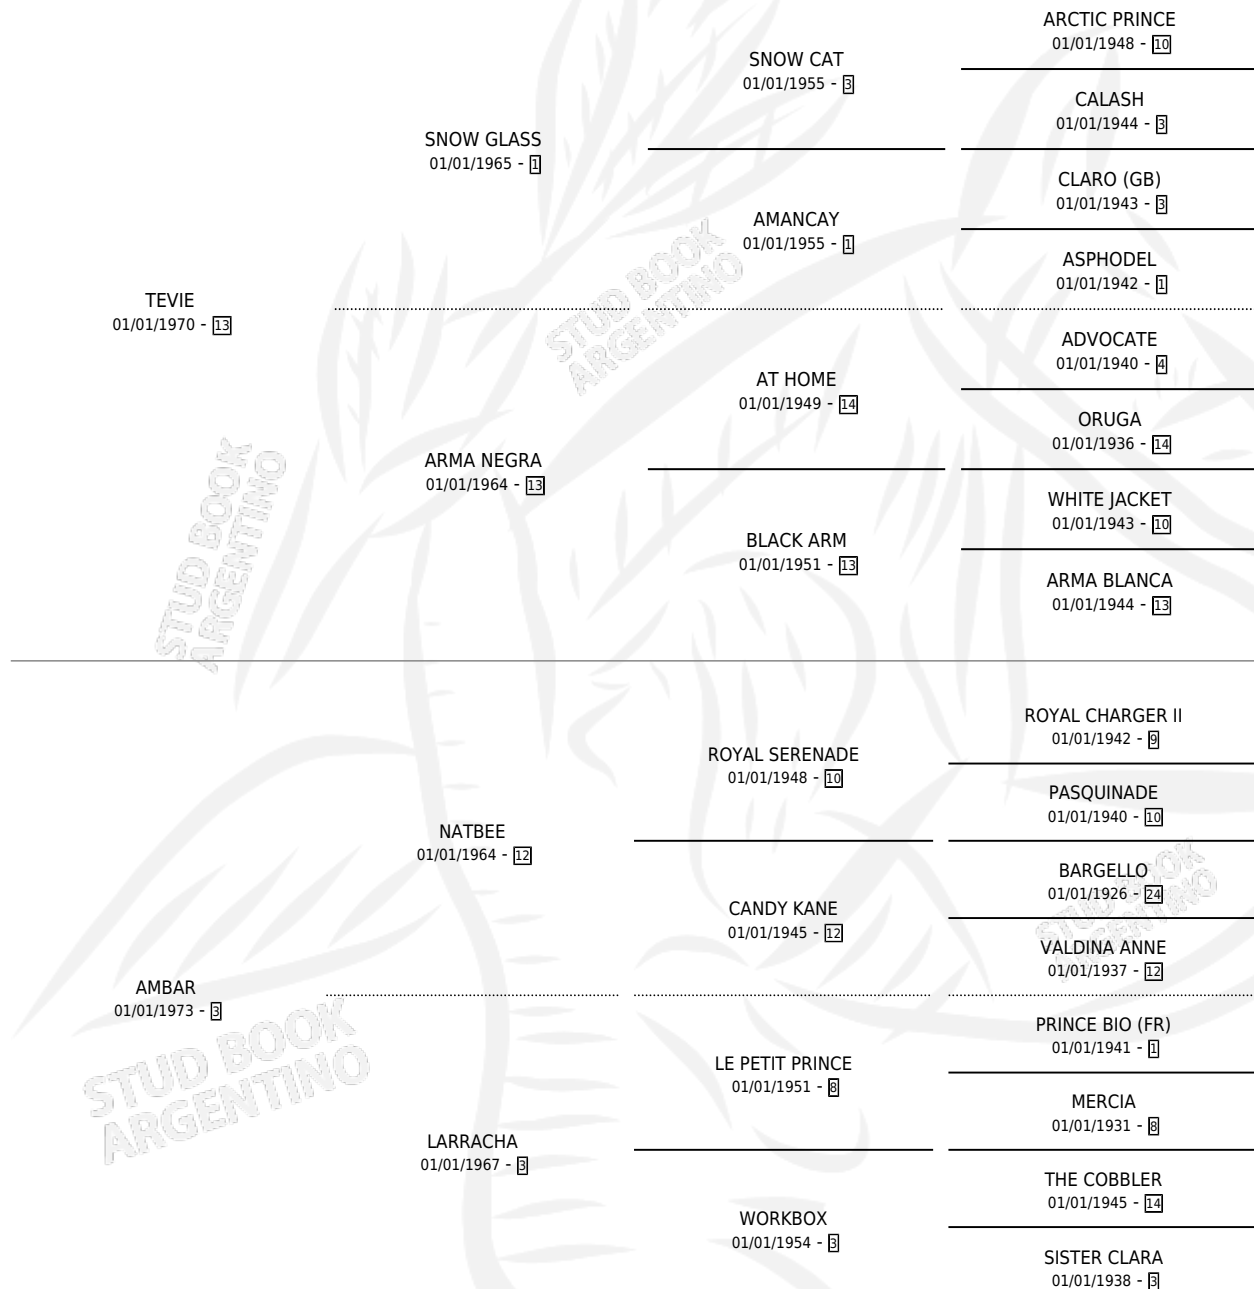 ARCTIC PRINCE
01/01/1948 - 10
SNOW CAT
01/01/1955 - 3
CALASH
01/01/1944 - 3
SNOW GLASS
01/01/1965 - 1
CLARO (GB)
01/01/1943 - 3
AMANCAY
01/01/1955 - 1
ASPHODEL
01/01/1942 - 1
TEVIE
01/01/1970 - 13
STUD BOOK
ARGENTINO
ADVOCATE
01/01/1940 - 4
AT HOME
01/01/1949 - 14
ORUGA
01/01/1936 - 14
ARMA NEGRA
01/01/1964 - 13
WHITE JACKET
01/01/1943 - 10
BLACK ARM
01/01/1951 - 13
ARMA BLANCA
01/01/1944 - 13
STUD BOOK
ARGENTINO
ROYAL CHARGER II
01/01/1942 - 9
ROYAL SERENADE
01/01/1948 - 10
PASQUINADE
01/01/1940 - 10
NATBEE
01/01/1964 - 12
BARGELLO
01/01/1926 - 24
CANDY KANE
01/01/1945 - 12
VALDINA ANNE
01/01/1937 - 12
STUD BOOK
ARGENTINO
AMBAR
01/01/1973 - 3
PRINCE BIO (FR)
01/01/1941 - 1
LE PETIT PRINCE
01/01/1951 - 8
MERCIA
01/01/1931 - 8
STUD BOOK
ARGENTINO
LARRACHA
01/01/1967 - 3
THE COBBLER
01/01/1945 - 14
WORKBOX
01/01/1954 - 3
SISTER CLARA
01/01/1938 - 3